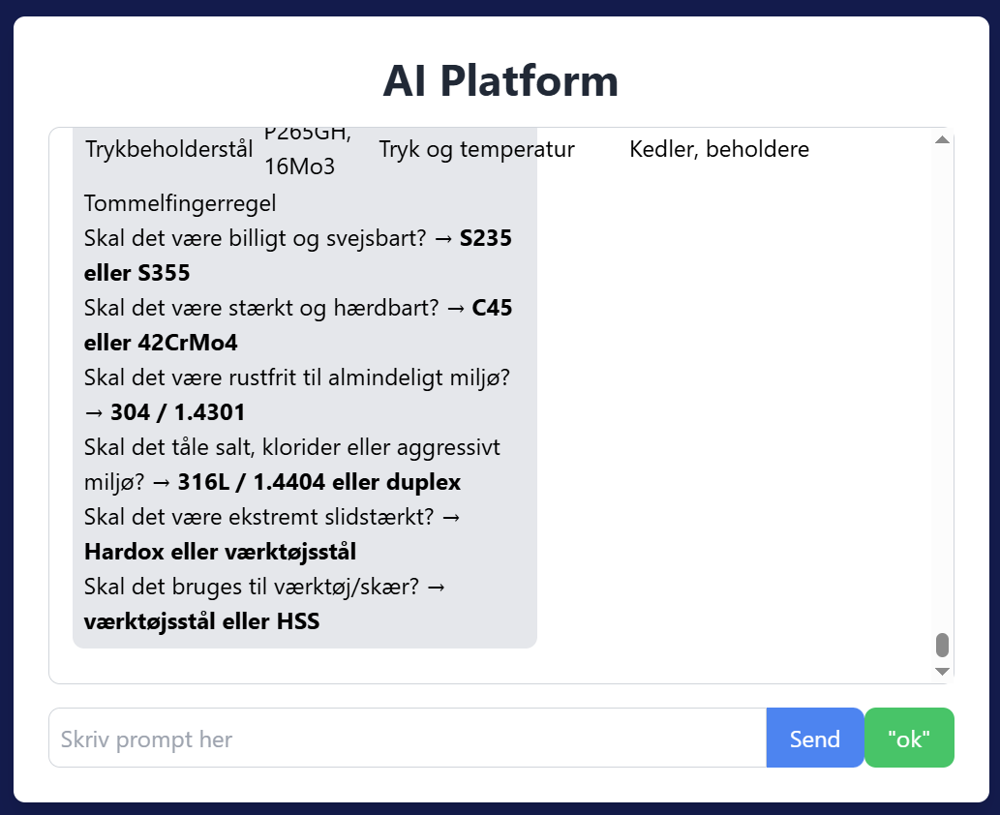 AI Platform
P265GH,
Trykbeholderstål
16Mo3
Tryk og temperatur
Kedler, beholdere
Tommelfingerregel
Skal det være billigt og svejsbart? → S235
eller S355
Skal det være stærkt og hærdbart? → C45
eller 42CrMo4
Skal det være rustfrit til almindeligt miljø?
→ 304 / 1.4301
Skal det tåle salt, klorider eller aggressivt
miljø? → 316L / 1.4404 eller duplex
Skal det være ekstremt slidstærkt? →
Hardox eller værktøjsstål
Skal det bruges til værktøj/skær? →
værktøjsstål eller HSS
Skriv prompt her
Send
"ok"